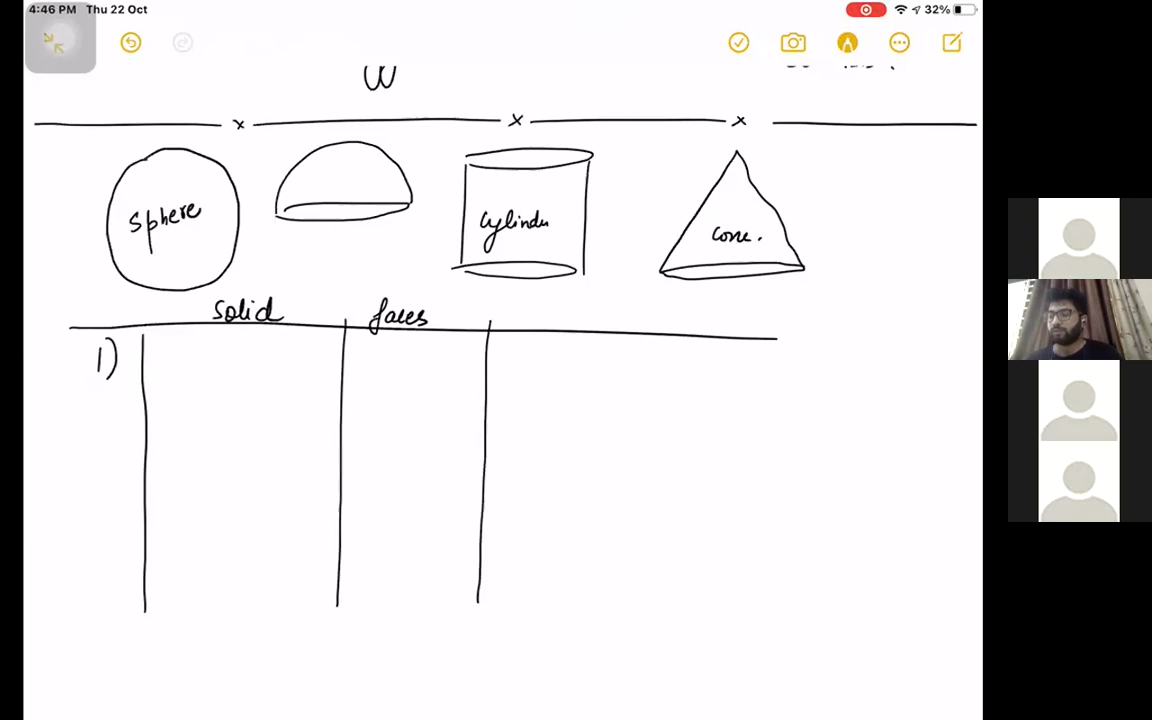 4:46 PM Thu 22 Oct
32%
W
x x x
Sphere
Cylinder
Cone.
Solid faces
1)